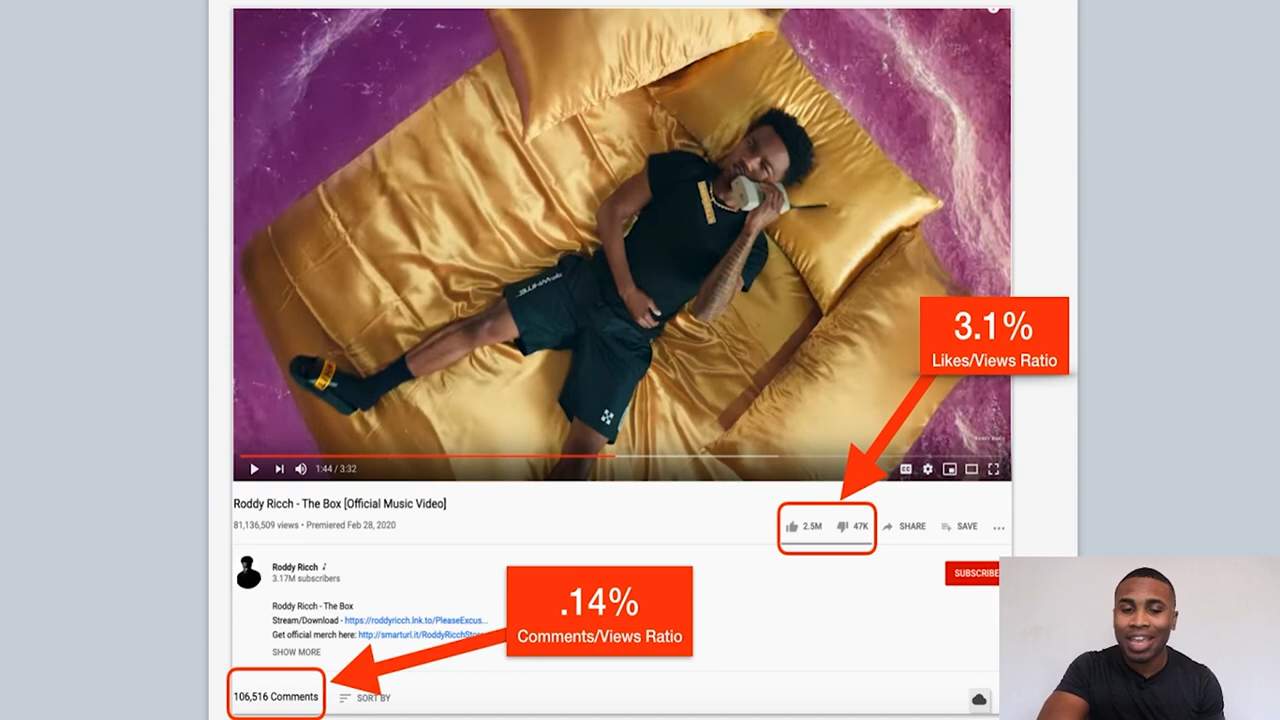 3.1%
Likes/Views Ratio
1:44 / 3:32
CC
Roddy Ricch - The Box [Official Music Video]
81,136,509 views • Premiered Feb 28, 2020
2.5M
47K
SHARE
SAVE
Roddy Ricch
3.17M subscribers
SUBSCRIBE
Roddy Ricch - The Box
Stream/Download - https://roddyricch.lnk.to/PleaseExcus...
Get official merch here: http://smarturl.it/RoddyRicchSto
SHOW MORE
.14%
Comments/Views Ratio
106,516 Comments
SORT BY